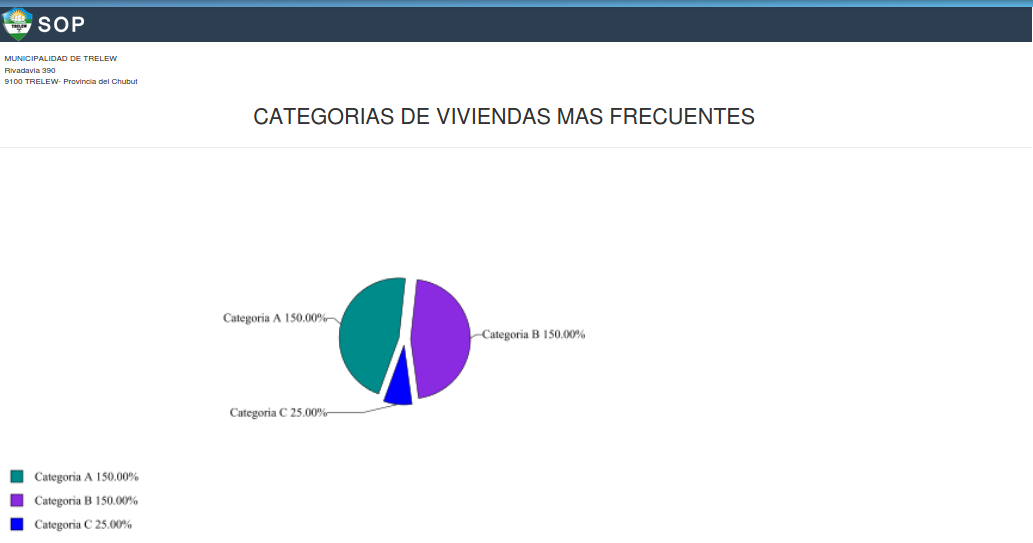 TRELEW
SOP
MUNICIPALIDAD DE TRELEW
Rivadavia 390
9100 TRELEW- Provincia del Chubut
CATEGORIAS DE VIVIENDAS MAS FRECUENTES
Categoria A 150.00%
Categoria B 150.00%
Categoria C 25.00%
Categoria A 150.00%
Categoria B 150.00%
Categoria C 25.00%